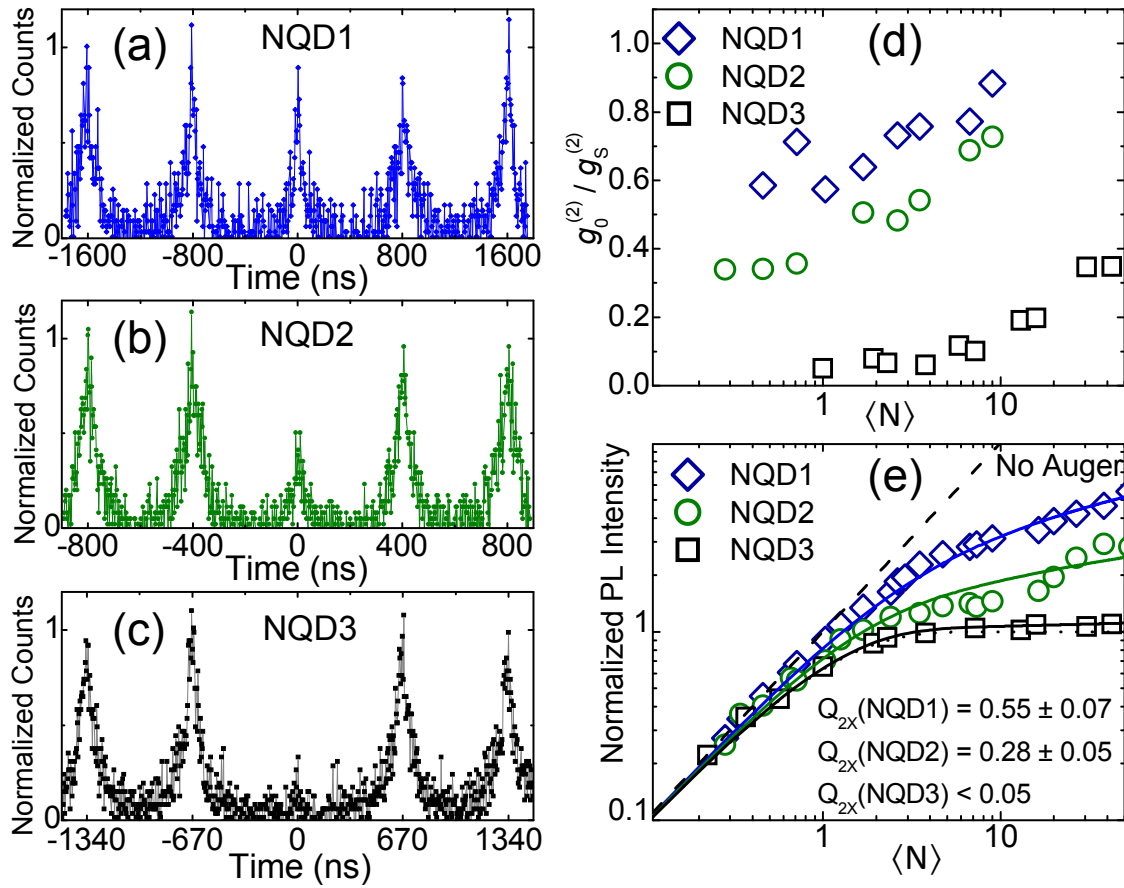 (a)
NQD1
Normalized Counts
1
0
-1600
-800
0
800
1600
Time (ns)
(b)
NQD2
Normalized Counts
1
0
-800
-400
0
400
800
Time (ns)
(c)
NQD3
Normalized Counts
1
0
-1340
-670
0
670
1340
Time (ns)
(d)
NQD1
NQD2
NQD3
g₀⁽²⁾ / gₛ⁽²⁾
1.0
0.8
0.6
0.4
0.2
0.0
1
10
⟨N⟩
(e)
No Auger
NQD1
NQD2
NQD3
Normalized PL Intensity
1
0.1
Q₂ₓ(NQD1) = 0.55 ± 0.07
Q₂ₓ(NQD2) = 0.28 ± 0.05
Q₂ₓ(NQD3) < 0.05
1
10
⟨N⟩